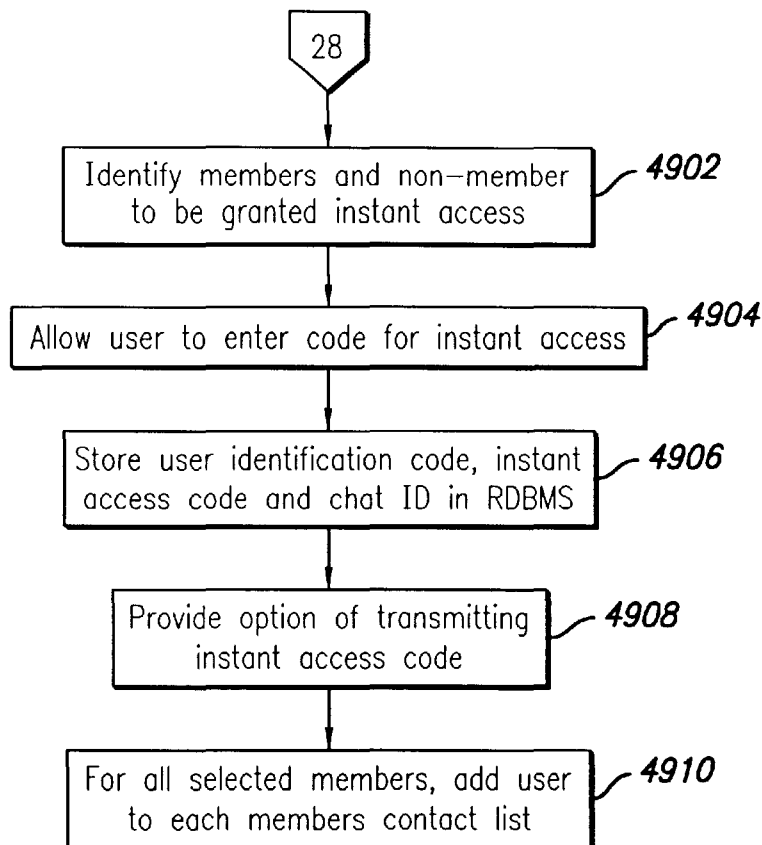 28
Identify members and non-member
to be granted instant access
4902
Allow user to enter code for instant access
4904
Store user identification code, instant
access code and chat ID in RDBMS
4906
Provide option of transmitting
instant access code
4908
For all selected members, add user
to each members contact list
4910